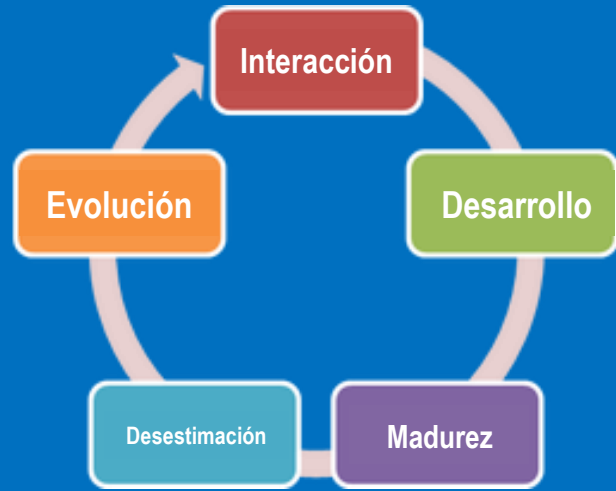 Interacción
Evolución
Desarrollo
Desestimación
Madurez